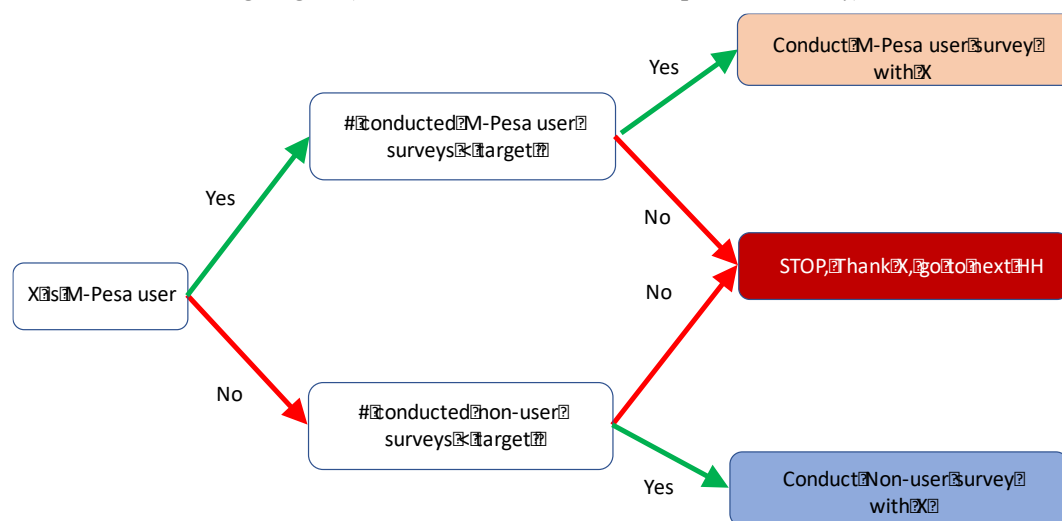 Conduct M-Pesa user survey
with X
Yes
# conducted M-Pesa user
surveys < target ?
Yes
No
X is M-Pesa user
STOP, Thank X, go to next HH
No
No
# conducted non-user
surveys < target ?
Yes
Conduct Non-user survey
with X